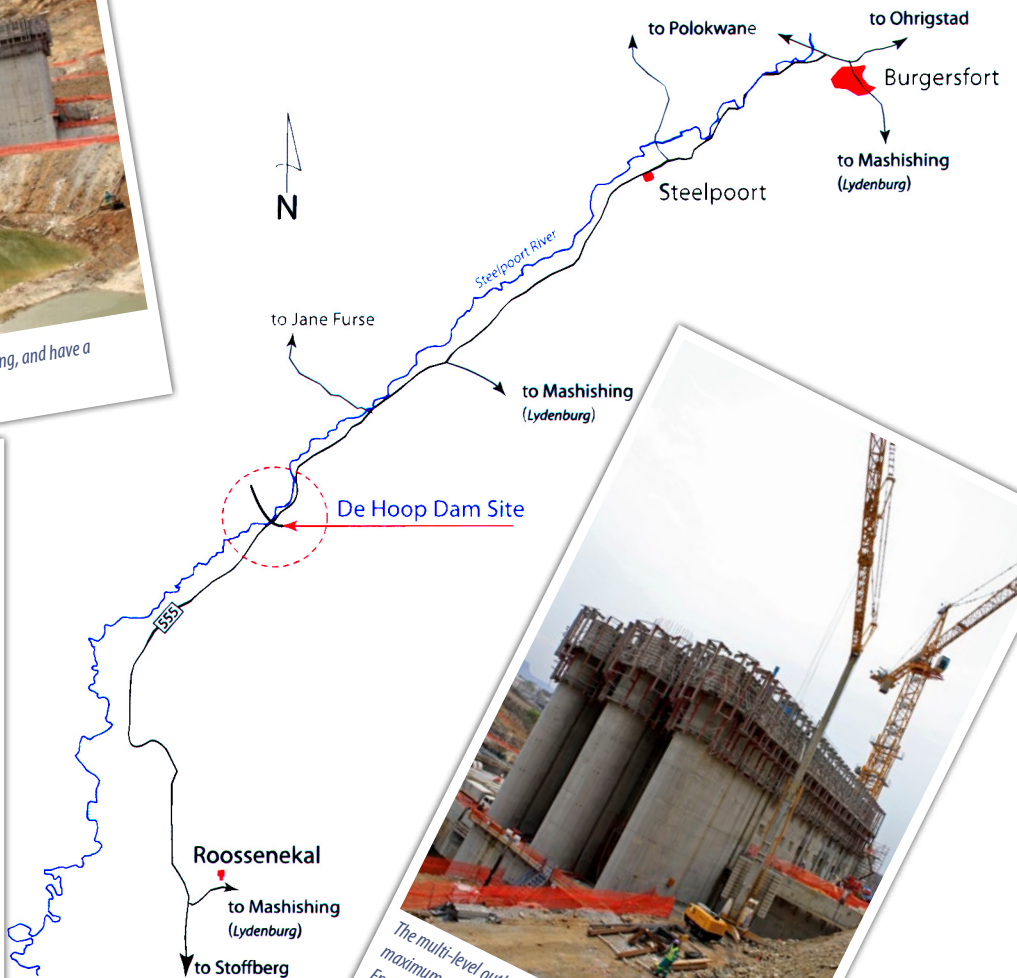 to Polokwane
to Ohrigstad
Burgersfort
to Mashishing
(Lydenburg)
Steelpoort
N
Steelpoort River
to Jane Furse
ng, and have a
to Mashishing
(Lydenburg)
De Hoop Dam Site
555
Roossenekal
to Mashishing
(Lydenburg)
to Stoffberg
The multi-level outl
maximum